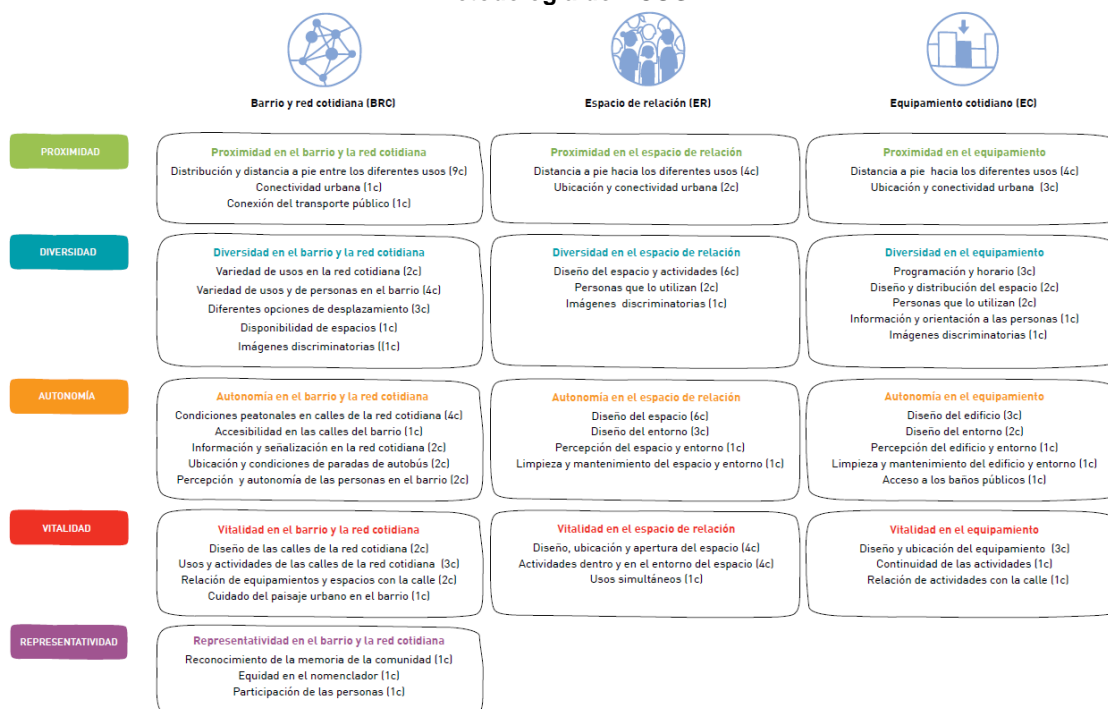 Barrio y red cotidiana (BRC)
Espacio de relación (ER)
Equipamiento cotidiano (EC)
PROXIMIDAD
Proximidad en el barrio y la red cotidiana
Distribución y distancia a pie entre los diferentes usos (9c)
Conectividad urbana (1c)
Conexión del transporte público (1c)
Proximidad en el espacio de relación
Distancia a pie hacia los diferentes usos (4c)
Ubicación y conectividad urbana (2c)
Proximidad en el equipamiento
Distancia a pie hacia los diferentes usos (4c)
Ubicación y conectividad urbana (3c)
DIVERSIDAD
Diversidad en el barrio y la red cotidiana
Variedad de usos en la red cotidiana (2c)
Variedad de usos y de personas en el barrio (4c)
Diferentes opciones de desplazamiento (3c)
Disponibilidad de espacios (1c)
Imágenes discriminatorias ((1c)
Diversidad en el espacio de relación
Diseño del espacio y actividades (6c)
Personas que lo utilizan (2c)
Imágenes discriminatorias (1c)
Diversidad en el equipamiento
Programación y horario (3c)
Diseño y distribución del espacio (2c)
Personas que lo utilizan (2c)
Información y orientación a las personas (1c)
Imágenes discriminatorias (1c)
AUTONOMÍA
Autonomía en el barrio y la red cotidiana
Condiciones peatonales en calles de la red cotidiana (4c)
Accesibilidad en las calles del barrio (1c)
Información y señalización en la red cotidiana (2c)
Ubicación y condiciones de paradas de autobús (2c)
Percepción y autonomía de las personas en el barrio (2c)
Autonomía en el espacio de relación
Diseño del espacio (6c)
Diseño del entorno (3c)
Percepción del espacio y entorno (1c)
Limpieza y mantenimiento del espacio y entorno (1c)
Autonomía en el equipamiento
Diseño del edificio (3c)
Diseño del entorno (2c)
Percepción del edificio y entorno (1c)
Limpieza y mantenimiento del edificio y entorno (1c)
Acceso a los baños públicos (1c)
VITALIDAD
Vitalidad en el barrio y la red cotidiana
Diseño de las calles de la red cotidiana (2c)
Usos y actividades de las calles de la red cotidiana (3c)
Relación de equipamientos y espacios con la calle (2c)
Cuidado del paisaje urbano en el barrio (1c)
Vitalidad en el espacio de relación
Diseño, ubicación y apertura del espacio (4c)
Actividades dentro y en el entorno del espacio (4c)
Usos simultáneos (1c)
Vitalidad en el equipamiento
Diseño y ubicación del equipamiento (3c)
Continuidad de las actividades (1c)
Relación de actividades con la calle (1c)
REPRESENTATIVIDAD
Representatividad en el barrio y la red cotidiana
Reconocimiento de la memoria de la comunidad (1c)
Equidad en el nomenclador (1c)
Participación de las personas (1c)